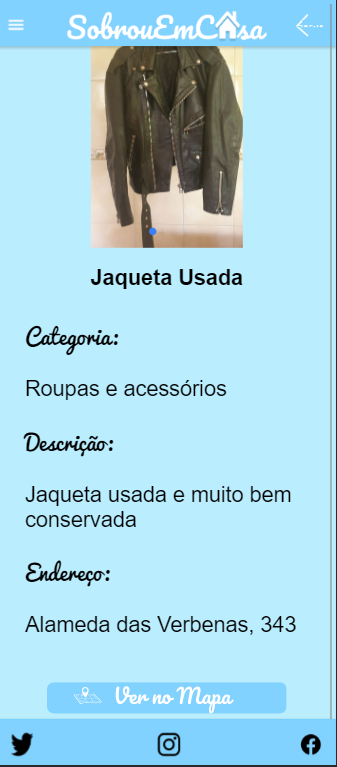 SobrouEmCasa
Jaqueta Usada
Categoria:
Roupas e acessórios
Descrição:
Jaqueta usada e muito bem
conservada
Endereço:
Alameda das Verbenas, 343
Ver no Mapa